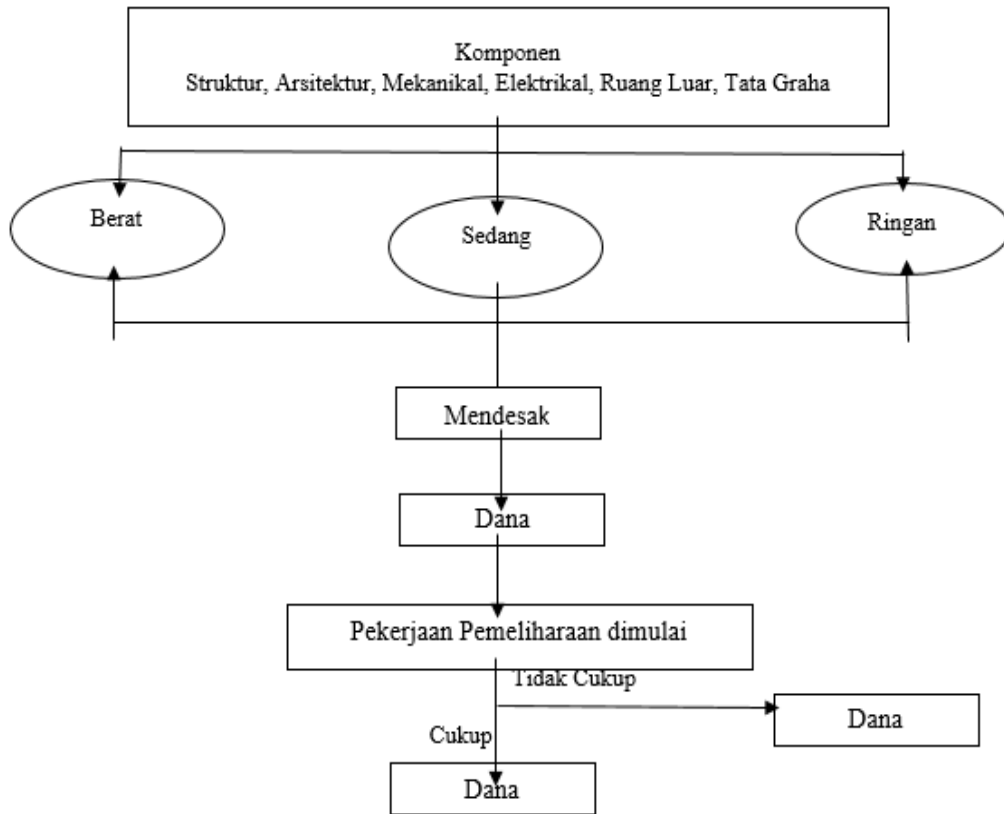 Komponen
Struktur, Arsitektur, Mekanikal, Elektrikal, Ruang Luar, Tata Graha
Berat
Sedang
Ringan
Mendesak
Dana
Pekerjaan Pemeliharaan dimulai
Tidak Cukup
Dana
Cukup
Dana